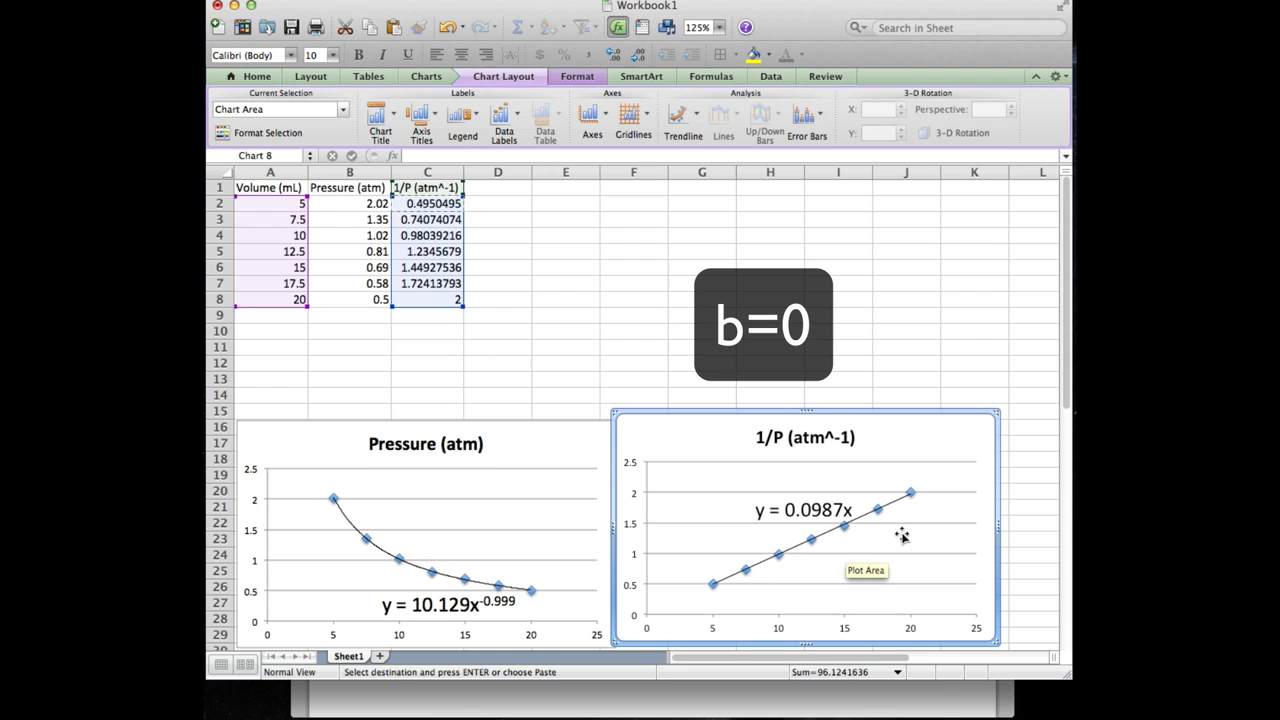 Workbook1
125%
Search in Sheet
Calibri (Body) 10 B I U
Home Layout Tables Charts Chart Layout Format SmartArt Formulas Data Review
Current Selection Labels Axes Analysis 3-D Rotation
Chart Area
Format Selection
Chart Title
Axis Titles
Legend
Data Labels
Data Table
Axes
Gridlines
Trendline
Lines
Up/Down Bars
Error Bars
X: Perspective:
Y: 3-D Rotation
Chart 8 fx
A B C D E F G H I J K L
1 Volume (mL) Pressure (atm) 1/P (atm^-1)
2 5 2.02 0.4950495
3 7.5 1.35 0.74074074
4 10 1.02 0.98039216
5 12.5 0.81 1.2345679
6 15 0.69 1.44927536
7 17.5 0.58 1.72413793
8 20 0.5 2
9
10
11
12
13
14
15
16
17
18
19
20
21
22
23
24
25
26
27
28
29
b=0
Pressure (atm)
2.5
2
1.5
1
0.5
0
y = 10.129x-0.999
0 5 10 15 20 25
1/P (atm^-1)
2.5
2
1.5
1
0.5
0
y = 0.0987x
Plot Area
0 5 10 15 20 25
Sheet1
Normal View Select destination and press ENTER or choose Paste Sum=96.1241636